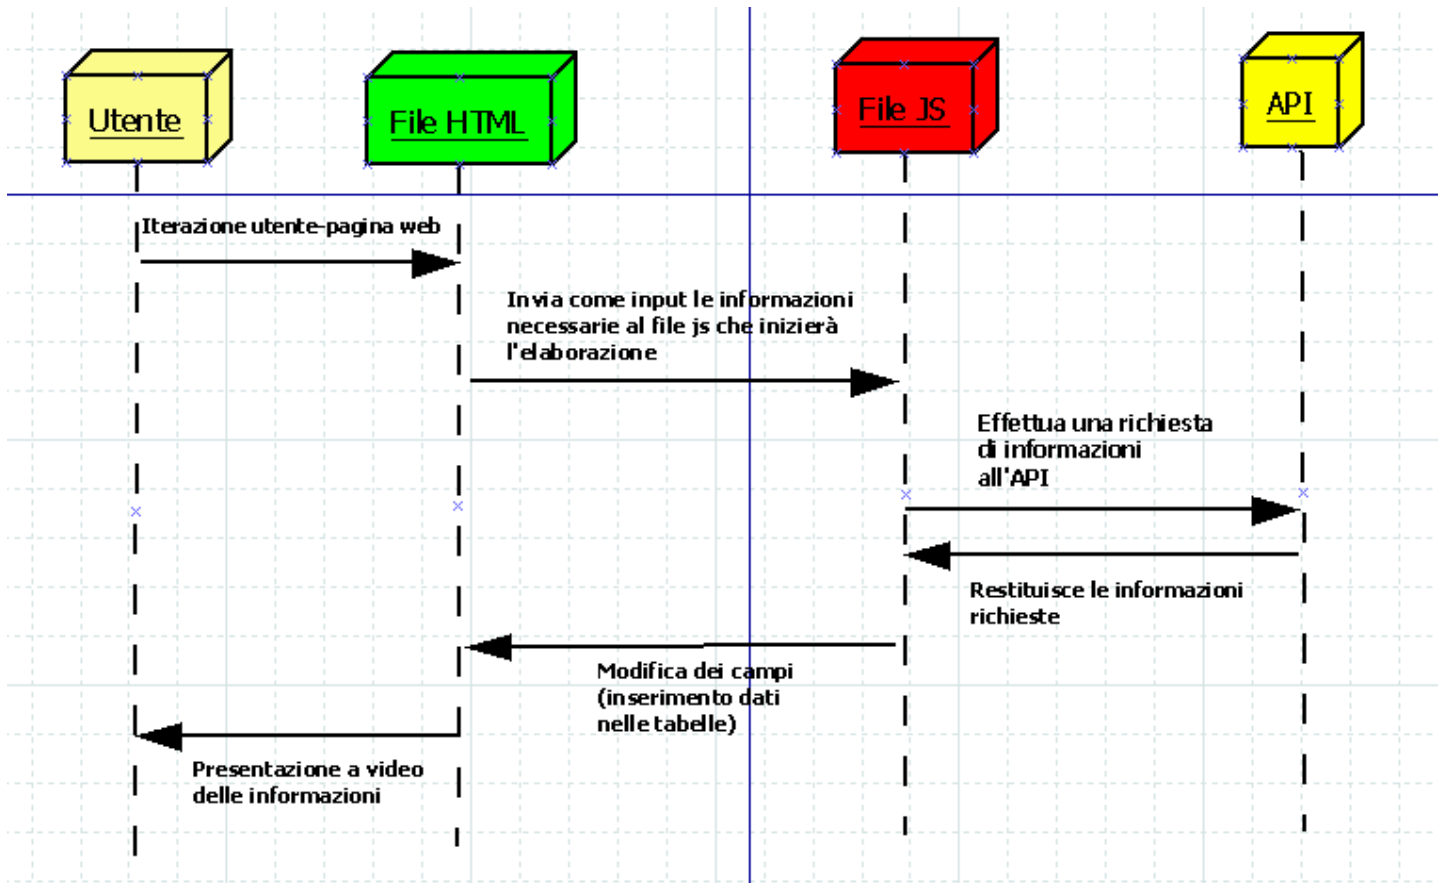 Utente
File HTML
File JS
API
Iterazione utente-pagina web
Invia come input le informazioni
necessarie al file js che inizierà
l'elaborazione
Effettua una richiesta
di informazioni
all'API
Restituisce le informazioni
richieste
Modifica dei campi
(inserimento dati
nelle tabelle)
Presentazione a video
delle informazioni